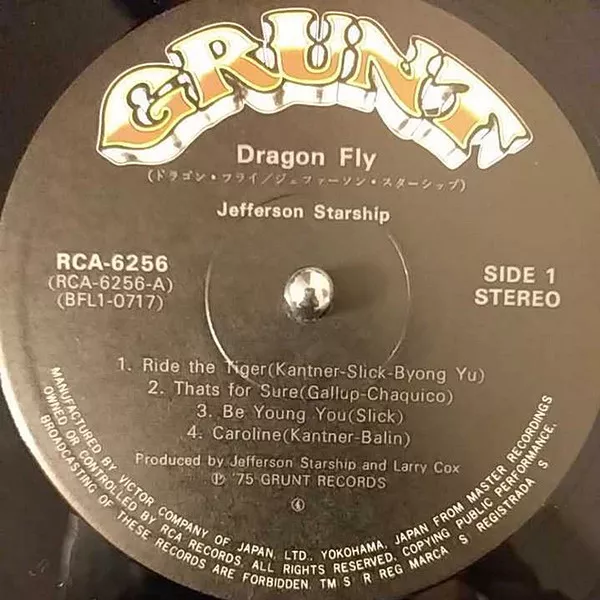 GRUNT
Dragon Fly
(ドラゴン・フライ/ジェファーソン・スターシップ)
Jefferson Starship
RCA-6256
(RCA-6256-A)
(BFL1-0717)
SIDE 1
STEREO
1. Ride the Tiger(Kantner-Slick-Byong Yu)
2. Thats for Sure(Gallup-Chaquico)
3. Be Young You(Slick)
4. Caroline(Kantner-Balin)
Produced by Jefferson Starship and Larry Cox
Ⓟ '75 GRUNT RECORDS
④
MANUFACTURED BY VICTOR COMPANY OF JAPAN, LTD., YOKOHAMA, JAPAN FROM MASTER RECORDINGS
OWNED OR CONTROLLED BY RCA RECORDS. ALL RIGHTS RESERVED. COPYING PUBLIC PERFORMANCE,
BROADCASTING OF THESE RECORDS ARE FORBIDDEN. TM S R REG MARCA S REGISTRADA S